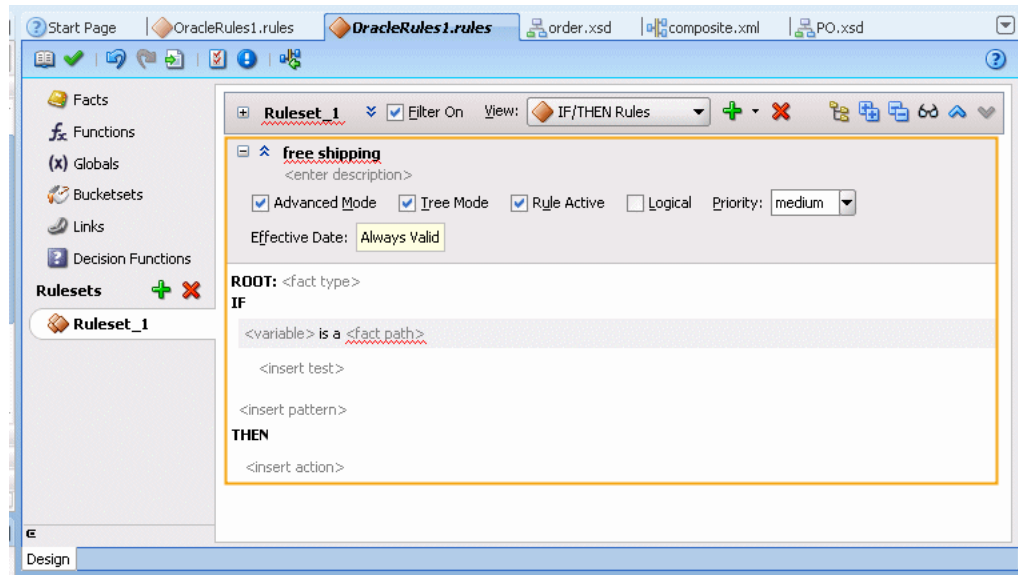 Start Page OracleRules1.rules OracleRules1.rules order.xsd composite.xml PO.xsd
Facts
Functions
Globals
Bucketsets
Links
Decision Functions
Rulesets
Ruleset_1
Ruleset_1 Filter On View: IF/THEN Rules
free shipping
<enter description>
Advanced Mode Tree Mode Rule Active Logical Priority: medium
Effective Date: Always Valid
ROOT: <fact type>
IF
<variable> is a <fact path>
<insert test>
<insert pattern>
THEN
<insert action>
Design